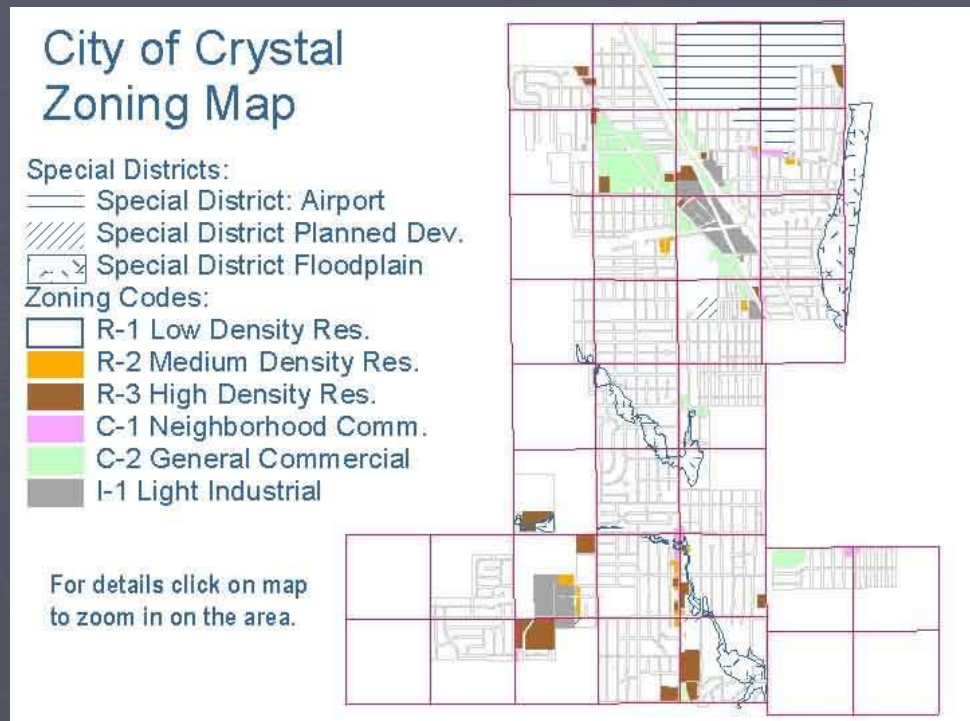 City of Crystal
Zoning Map
Special Districts:
Special District: Airport
Special District Planned Dev.
Special District Floodplain
Zoning Codes:
R-1 Low Density Res.
R-2 Medium Density Res.
R-3 High Density Res.
C-1 Neighborhood Comm.
C-2 General Commercial
I-1 Light Industrial
For details click on map
to zoom in on the area.